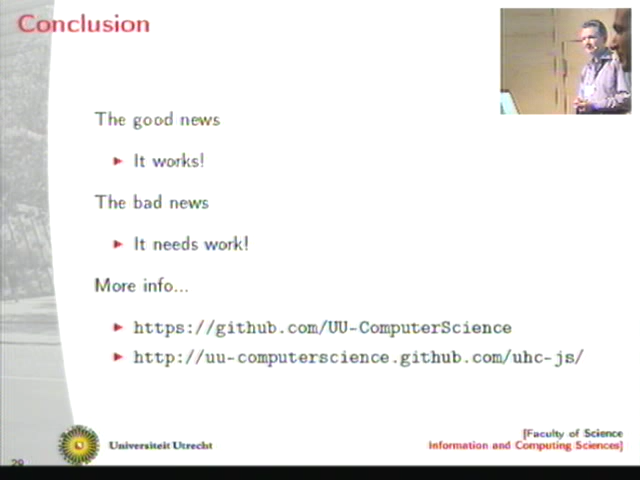 Conclusion
The good news
It works!
The bad news
It needs work!
More info...
https://github.com/UU-ComputerScience
http://uu-computerscience.github.com/uhc-js/
Universiteit Utrecht
[Faculty of Science
Information and Computing Sciences]